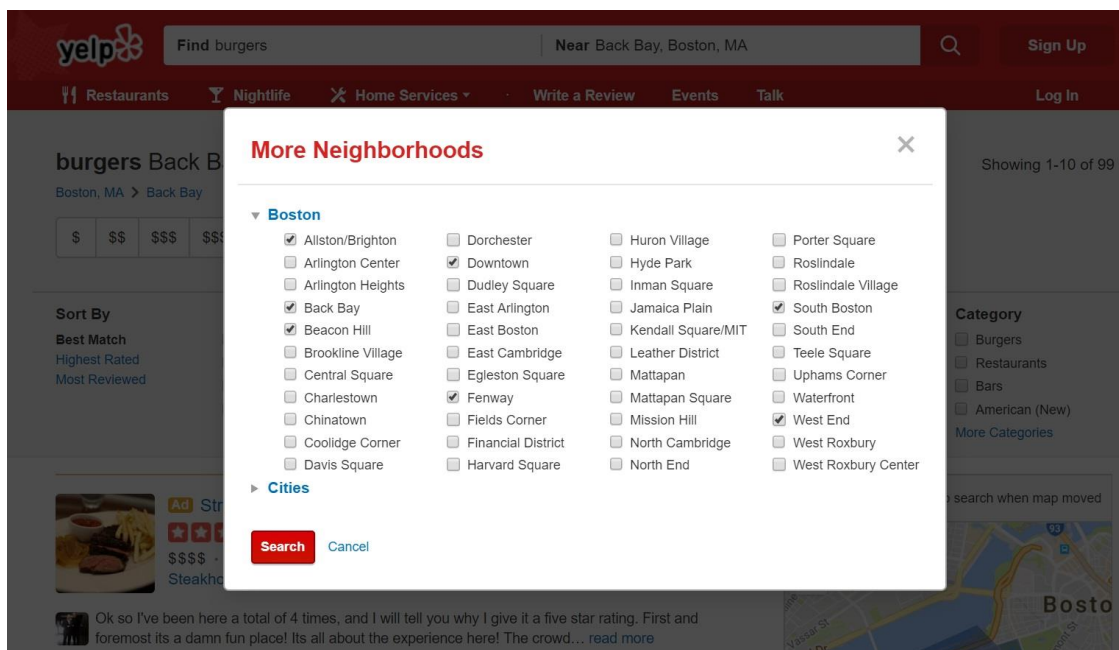 yelp
Find burgers
Near Back Bay, Boston, MA
Sign Up
Restaurants
Nightlife
Home Services
Write a Review
Events
Talk
Log In
burgers Back B
Showing 1-10 of 99
Boston, MA > Back Bay
$ $$ $$$ $$$
Sort By
Best Match
Highest Rated
Most Reviewed
More Neighborhoods
Boston
Allston/Brighton
Arlington Center
Arlington Heights
Back Bay
Beacon Hill
Brookline Village
Central Square
Charlestown
Chinatown
Coolidge Corner
Davis Square
Dorchester
Downtown
Dudley Square
East Arlington
East Boston
East Cambridge
Egleston Square
Fenway
Fields Corner
Financial District
Harvard Square
Huron Village
Hyde Park
Inman Square
Jamaica Plain
Kendall Square/MIT
Leather District
Mattapan
Mattapan Square
Mission Hill
North Cambridge
North End
Porter Square
Roslindale
Roslindale Village
South Boston
South End
Teele Square
Uphams Corner
Waterfront
West End
West Roxbury
West Roxbury Center
Cities
Search
Cancel
Category
Burgers
Restaurants
Bars
American (New)
More Categories
Ad Str
$$$$ ·
Steakho
Ok so I've been here a total of 4 times, and I will tell you why I give it a five star rating. First and
foremost its a damn fun place! Its all about the experience here! The crowd… read more
search when map moved
93
Bosto
Vassar St